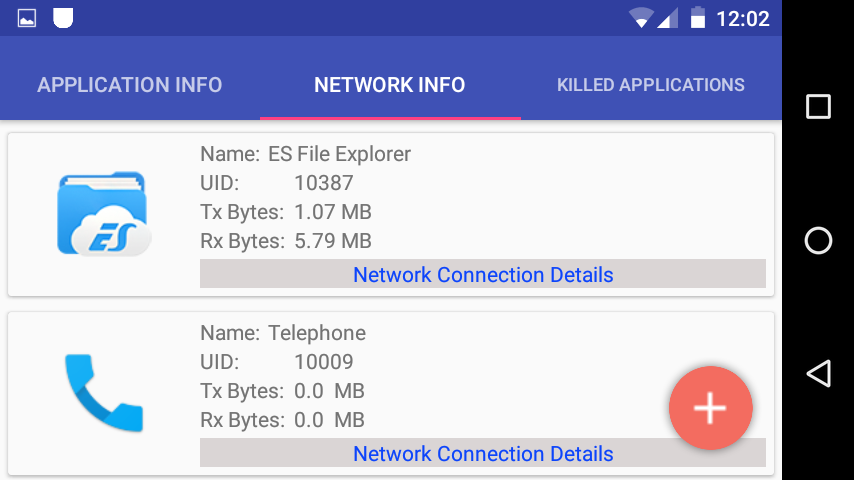 12:02
APPLICATION INFO
NETWORK INFO
KILLED APPLICATIONS
Name: ES File Explorer
UID: 10387
Tx Bytes: 1.07 MB
Rx Bytes: 5.79 MB
ES
Network Connection Details
Name: Telephone
UID: 10009
Tx Bytes: 0.0 MB
Rx Bytes: 0.0 MB
Network Connection Details